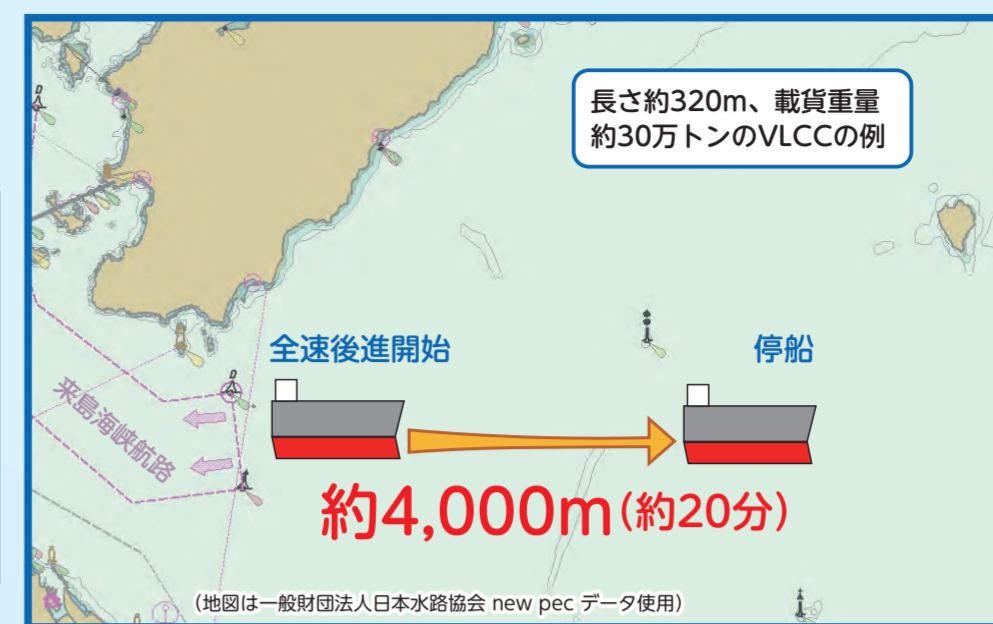 長さ約320m、載貨重量
約30万トンのVLCCの例
全速後進開始
停船
来島海峡航路
約4,000m(約20分)
(地図は一般財団法人日本水路協会 new pec データ使用)